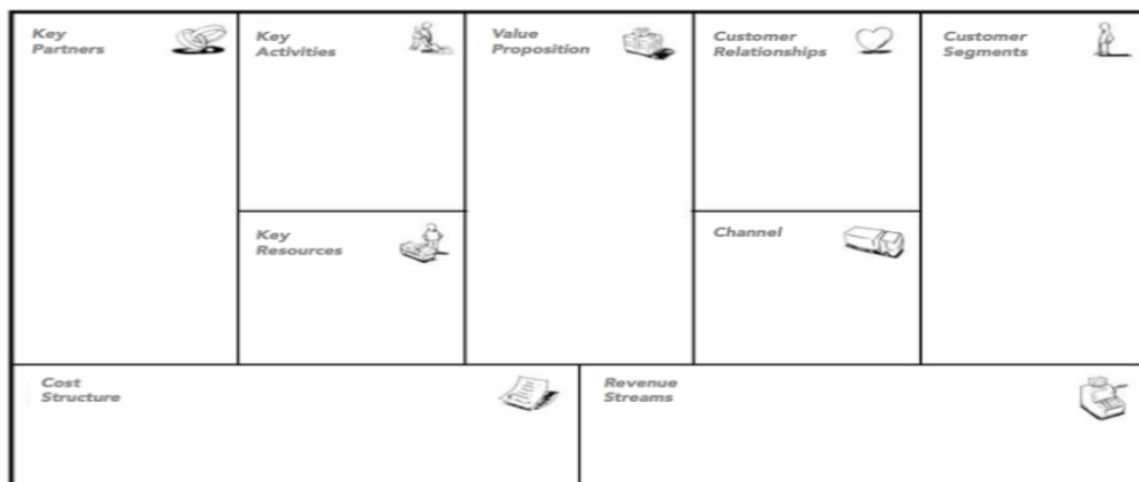 Key
Partners
Key
Activities
Value
Proposition
Customer
Relationships
Customer
Segments
Key
Resources
Channel
Cost
Structure
Revenue
Streams